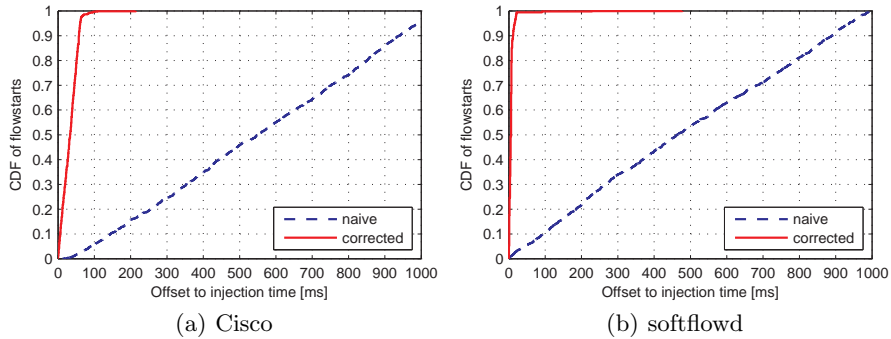 1
0.9
0.8
0.7
0.6
0.5
0.4
0.3
0.2
0.1
0
CDF of flowstarts
naive
corrected
0 100 200 300 400 500 600 700 800 900 1000
Offset to injection time [ms]
(a) Cisco
1
0.9
0.8
0.7
0.6
0.5
0.4
0.3
0.2
0.1
0
CDF of flowstarts
naive
corrected
0 100 200 300 400 500 600 700 800 900 1000
Offset to injection time [ms]
(b) softflowd